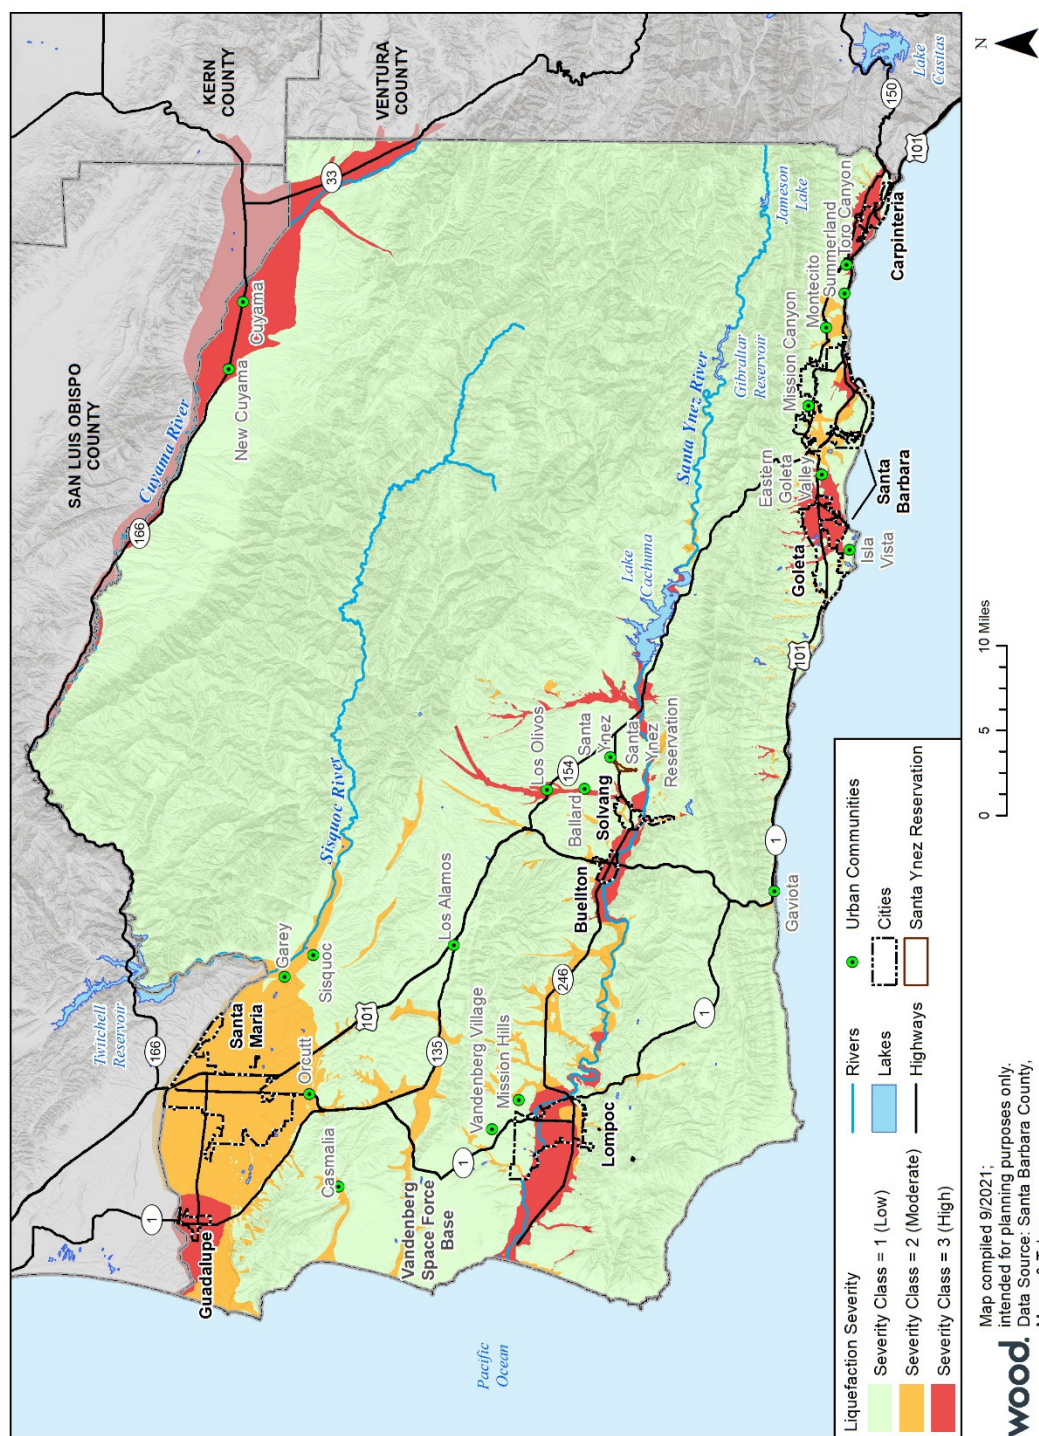 SAN LUIS OBISPO
COUNTY
KERN
COUNTY
VENTURA
COUNTY
Twitchell
Reservoir
166
166
Cuyama River
New Cuyama
Cuyama
33
1
Guadalupe
Santa
Maria
Garey
Sisquoc
Sisquoc River
Orcutt
101
Casmalia
135
Los Alamos
Vandenberg
Space Force
Base
1
Vandenberg Village
Mission Hills
246
Lompoc
1
Buellton
Los Olivos
154
Ballard
Solvang
Santa
Ynez
Santa
Ynez
Reservation
Lake
Cachuma
Santa Ynez River
Gibraltar
Reservoir
Jameson
Lake
Pacific
Ocean
1
Gaviota
101
Goleta
Isla
Vista
Eastern
Goleta
Valley
Santa
Barbara
Mission Canyon
Montecito
Summerland
Toro Canyon
Carpinteria
101
150
Lake
Casitas
Liquefaction Severity
Severity Class = 1 (Low)
Severity Class = 2 (Moderate)
Severity Class = 3 (High)
Rivers
Lakes
Highways
Urban Communities
Cities
Santa Ynez Reservation
0 5 10 Miles
N
wood.
Map compiled 9/2021;
intended for planning purposes only.
Data Source: Santa Barbara County,